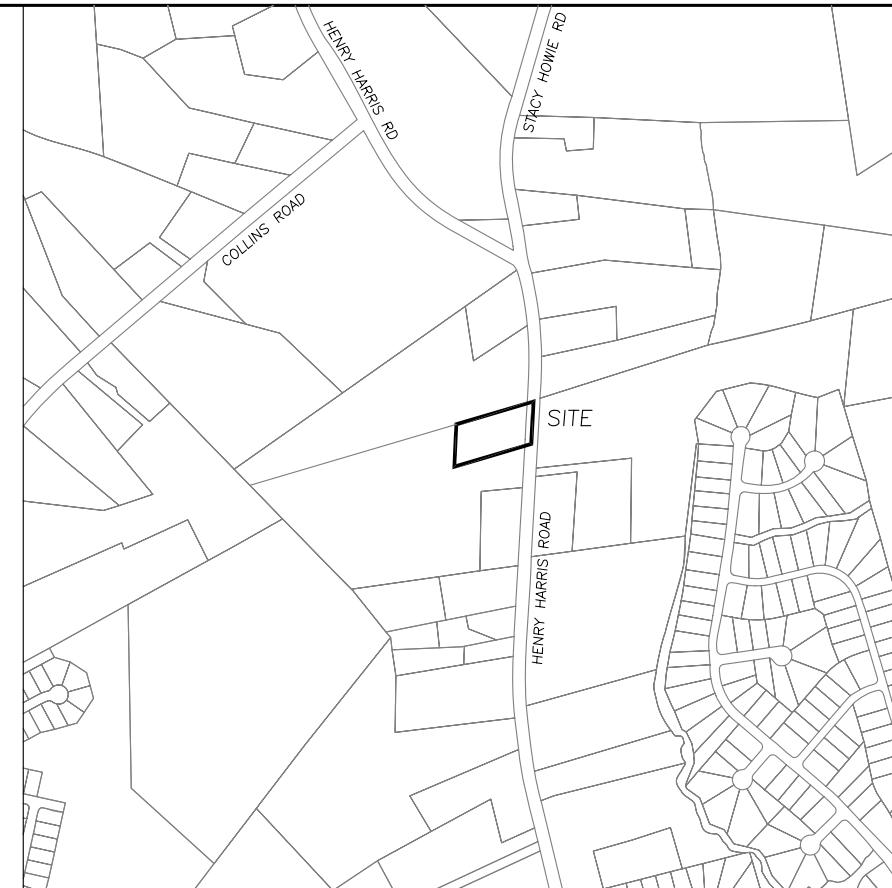 HENRY HARRIS RD
STACY HOWIE RD
COLLINS ROAD
SITE
HENRY HARRIS ROAD